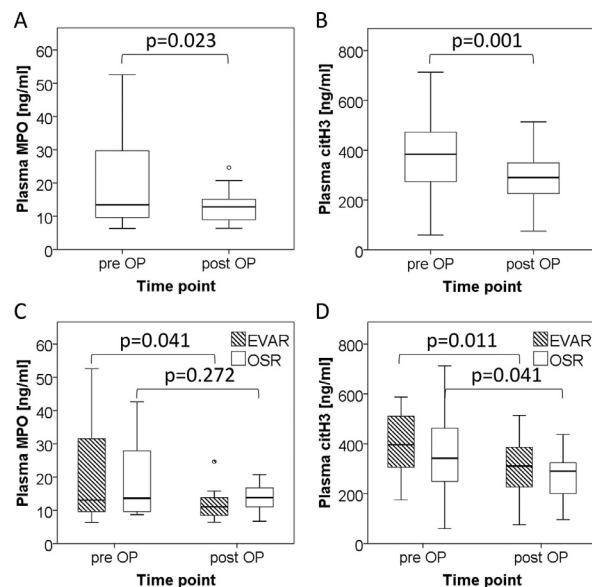 A
p=0.023
Plasma MPO [ng/ml]
60
50
40
30
20
10
0
pre OP
post OP
Time point
B
p=0.001
Plasma citH3 [ng/ml]
800
600
400
200
0
pre OP
post OP
Time point
C
EVAR
OSR
p=0.041
p=0.272
Plasma MPO [ng/ml]
60
50
40
30
20
10
0
pre OP
post OP
Time point
D
EVAR
OSR
p=0.011
p=0.041
Plasma citH3 [ng/ml]
800
600
400
200
0
pre OP
post OP
Time point